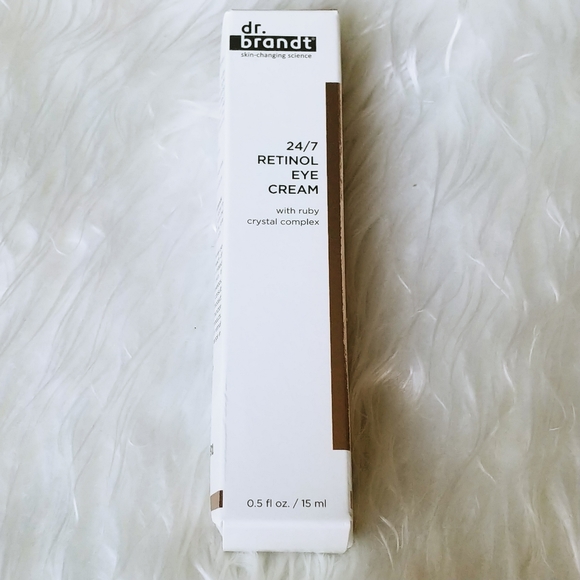 dr.
brandt
skin-changing science
24/7
RETINOL
EYE
CREAM
with ruby
crystal complex
0.5 fl oz. / 15 ml